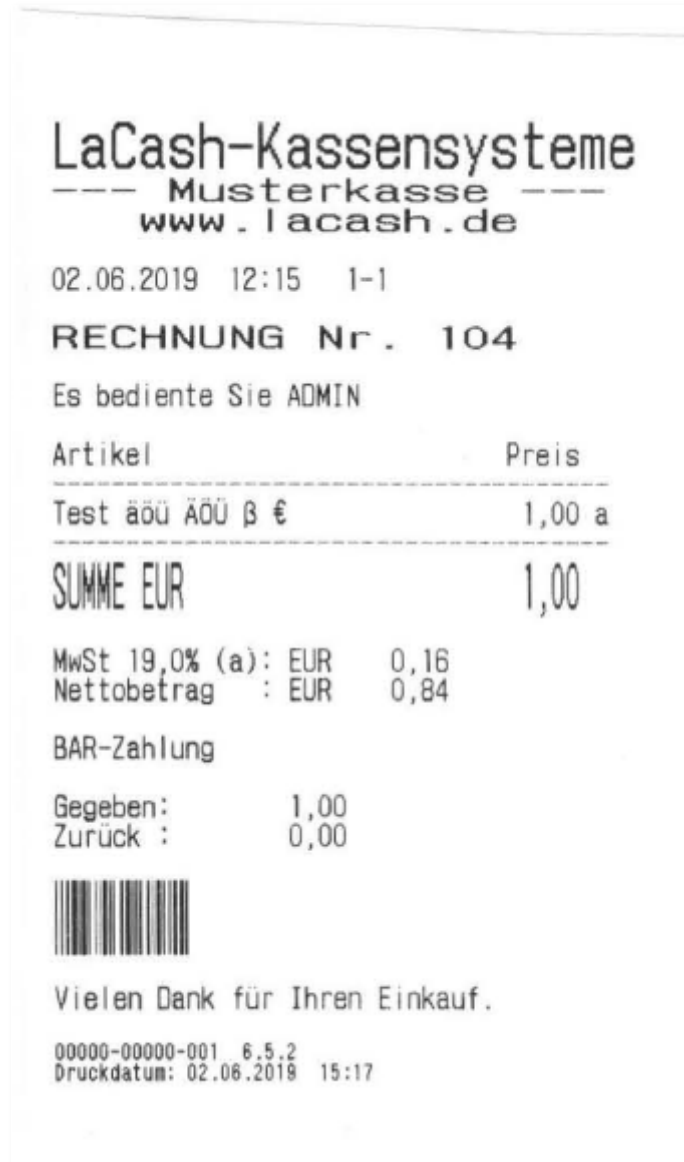 LaCash-Kassensysteme
--- Musterkasse ---
www.lacash.de
02.06.2019 12:15 1-1
RECHNUNG Nr. 104
Es bediente Sie ADMIN
Artikel Preis
Test äöü ÄÖÜ β € 1,00 a
SUMME EUR 1,00
MwSt 19,0% (a): EUR 0,16
Nettobetrag : EUR 0,84
BAR-Zahlung
Gegeben: 1,00
Zurück : 0,00
Vielen Dank für Ihren Einkauf.
00000-00000-001 6.5.2
Druckdatum: 02.06.2019 15:17